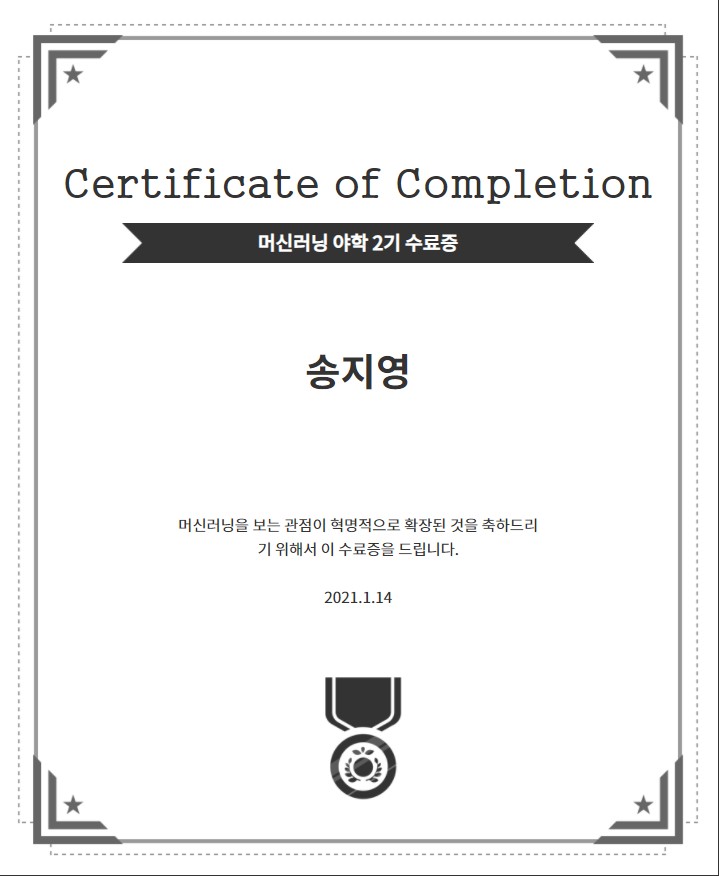 Certificate of Completion
머신러닝 야학 2기 수료증
송지영
머신러닝을 보는 관점이 혁명적으로 확장된 것을 축하드리
기 위해서 이 수료증을 드립니다.
2021.1.14